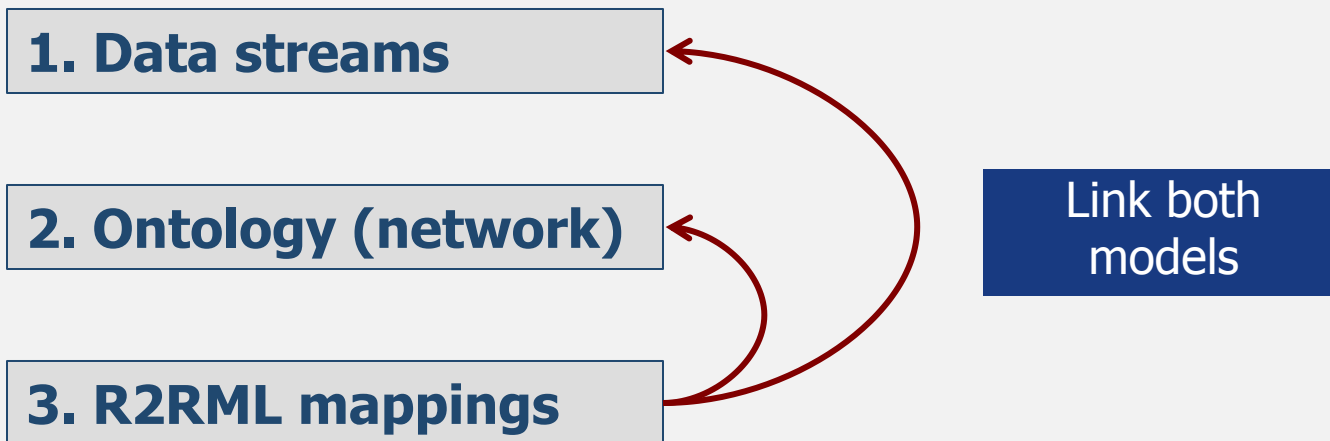 1. Data streams
2. Ontology (network)
Link both
models
3. R2RML mappings